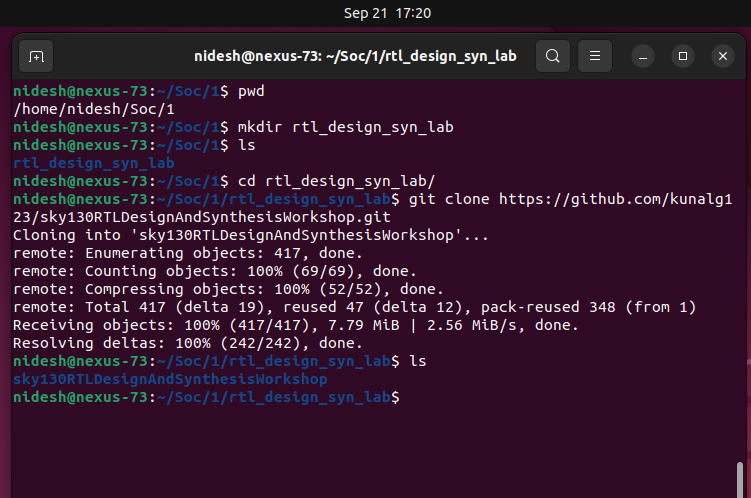 Sep 21 17:20
nidesh@nexus-73: ~/Soc/1/rtl_design_syn_lab
nidesh@nexus-73:~/Soc/1$ pwd
/home/nidesh/Soc/1
nidesh@nexus-73:~/Soc/1$ mkdir rtl_design_syn_lab
nidesh@nexus-73:~/Soc/1$ ls
rtl_design_syn_lab
nidesh@nexus-73:~/Soc/1$ cd rtl_design_syn_lab/
nidesh@nexus-73:~/Soc/1/rtl_design_syn_lab$ git clone https://github.com/kunalg1
23/sky130RTLDesignAndSynthesisWorkshop.git
Cloning into 'sky130RTLDesignAndSynthesisWorkshop'...
remote: Enumerating objects: 417, done.
remote: Counting objects: 100% (69/69), done.
remote: Compressing objects: 100% (52/52), done.
remote: Total 417 (delta 19), reused 47 (delta 12), pack-reused 348 (from 1)
Receiving objects: 100% (417/417), 7.79 MiB | 2.56 MiB/s, done.
Resolving deltas: 100% (242/242), done.
nidesh@nexus-73:~/Soc/1/rtl_design_syn_lab$ ls
sky130RTLDesignAndSynthesisWorkshop
nidesh@nexus-73:~/Soc/1/rtl_design_syn_lab$